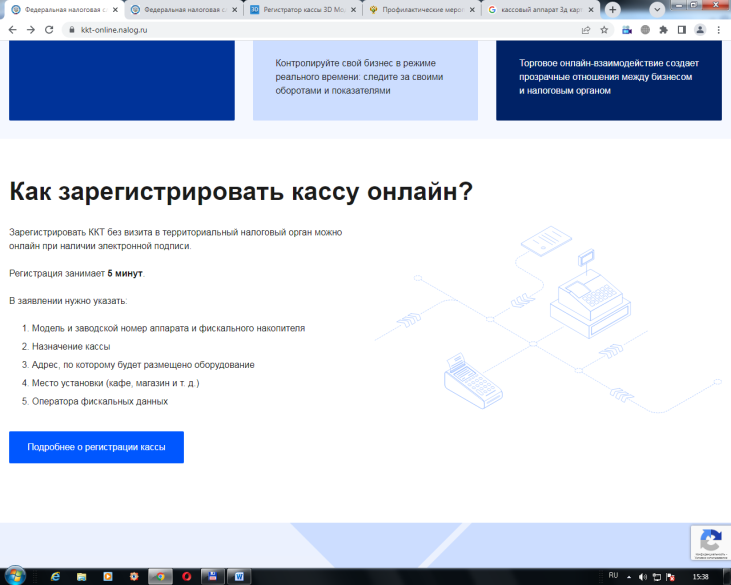 Федеральная налоговая с
Федеральная налоговая с
Регистратор кассы 3D Мо
Профилактические мероп
кассовый аппарат 3д карт
kkt-online.nalog.ru
Контролируйте свой бизнес в режиме
реального времени: следите за своими
оборотами и показателями
Торговое онлайн-взаимодействие создает
прозрачные отношения между бизнесом
и налоговым органом
Как зарегистрировать кассу онлайн?
Зарегистрировать ККТ без визита в территориальный налоговый орган можно
онлайн при наличии электронной подписи.
Регистрация занимает 5 минут.
В заявлении нужно указать:
1. Модель и заводской номер аппарата и фискального накопителя
2. Назначение кассы
3. Адрес, по которому будет размещено оборудование
4. Место установки (кафе, магазин и т. д.)
5. Оператора фискальных данных
Подробнее о регистрации кассы
RU
15:38